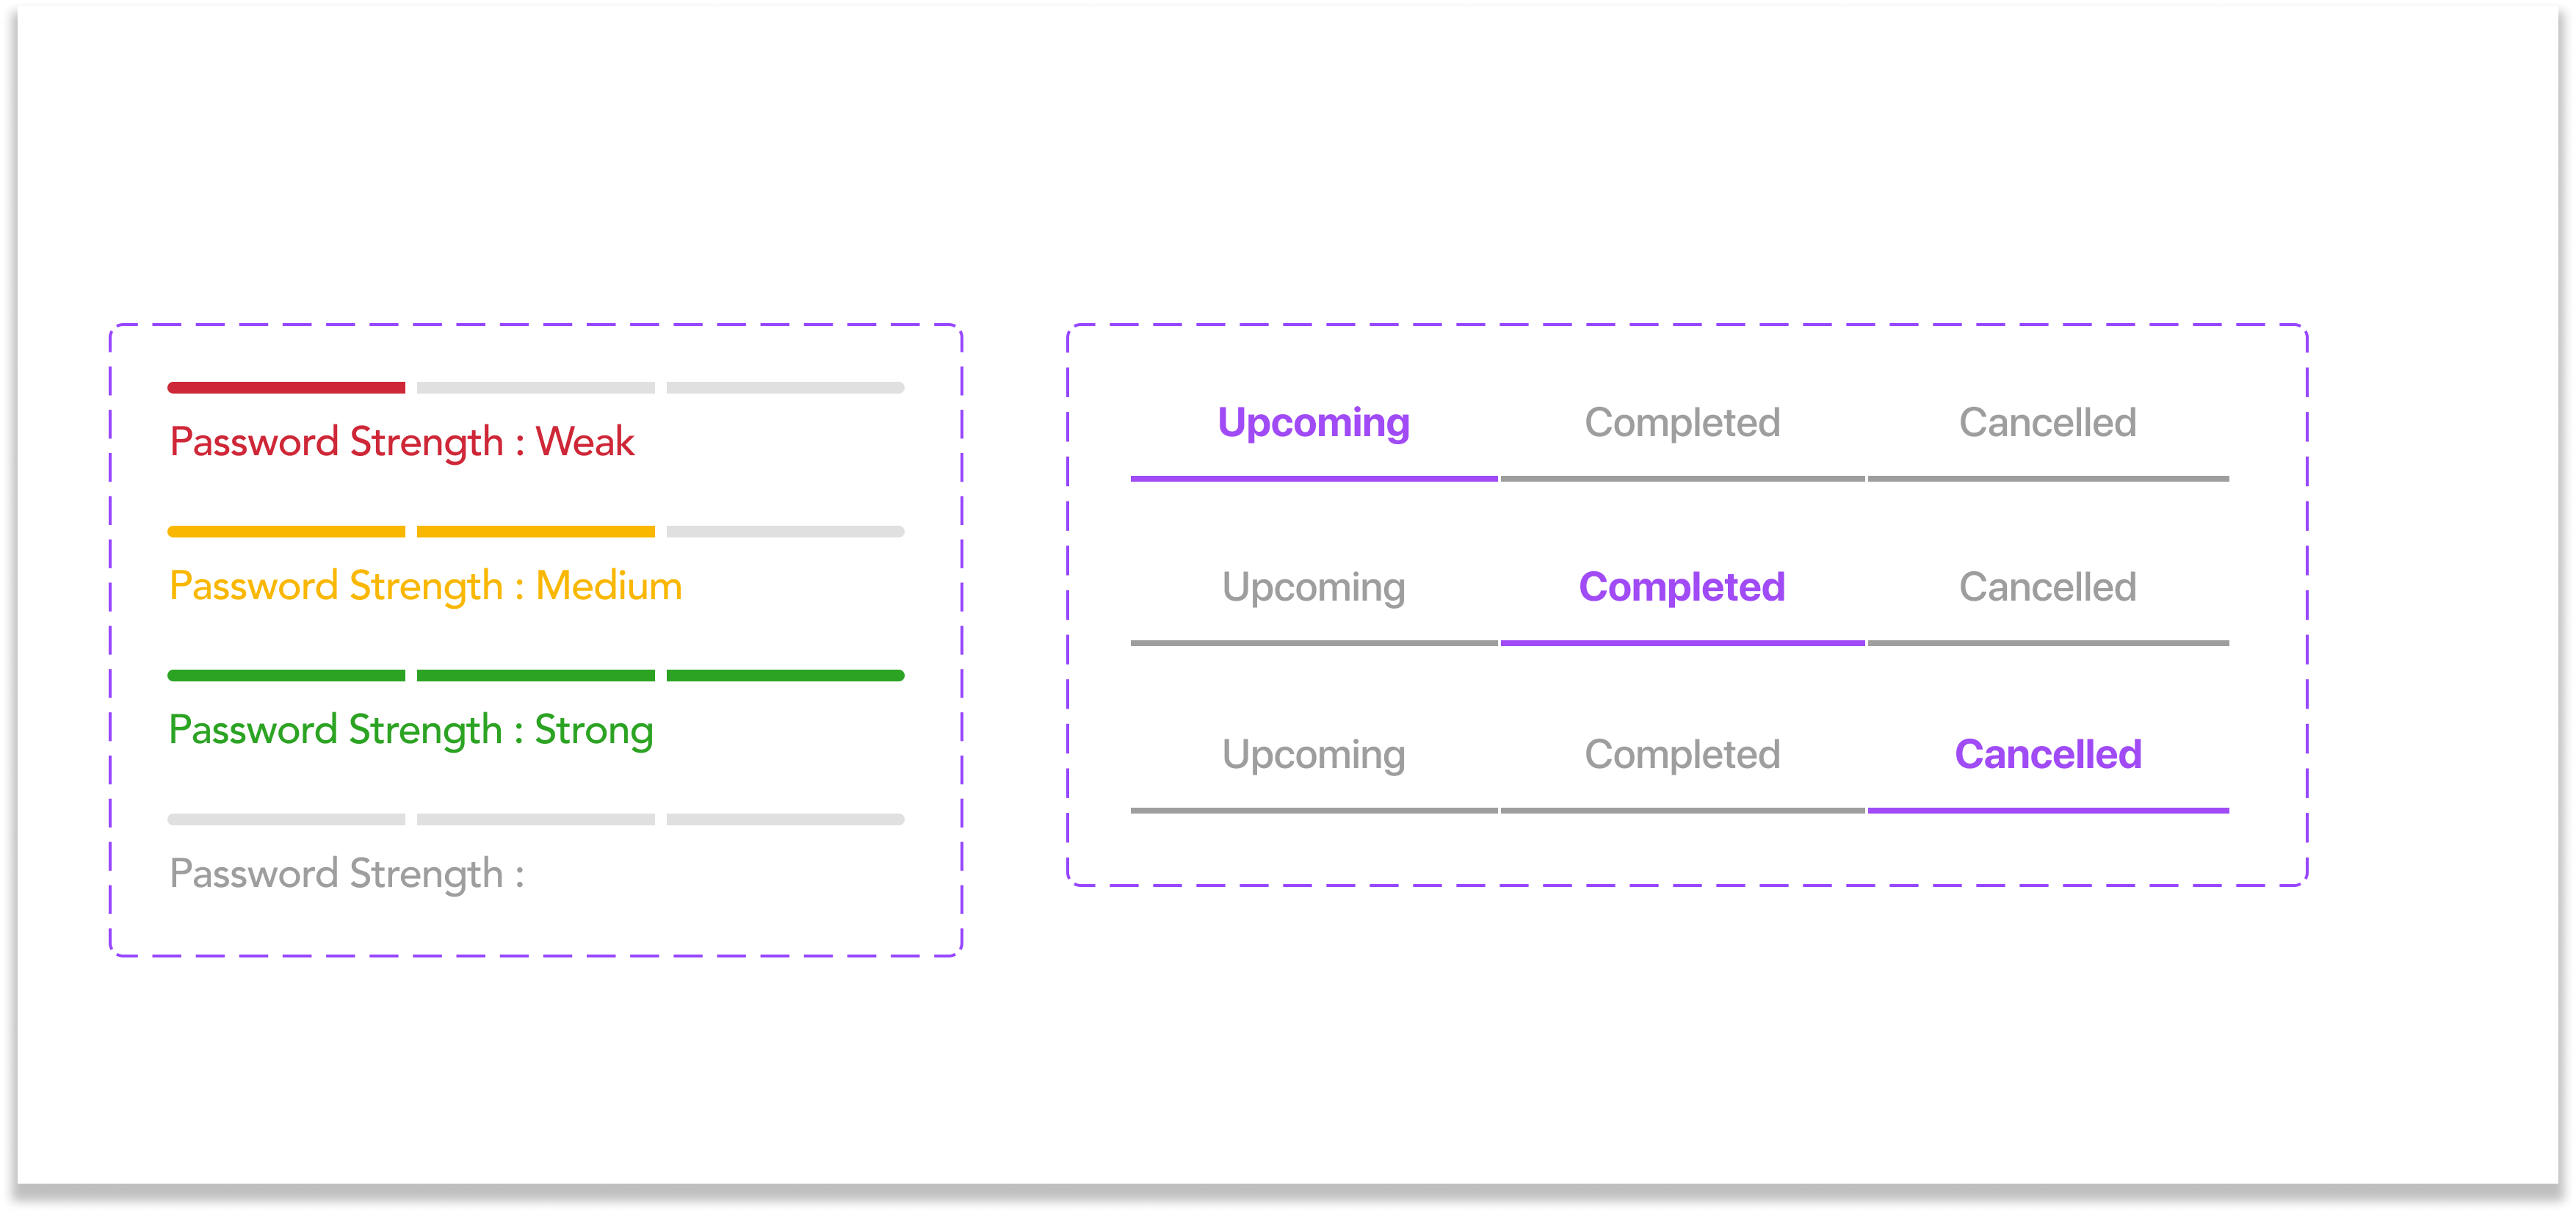 Password Strength : Weak
Password Strength : Medium
Password Strength : Strong
Password Strength :
Upcoming Completed Cancelled
Upcoming Completed Cancelled
Upcoming Completed Cancelled